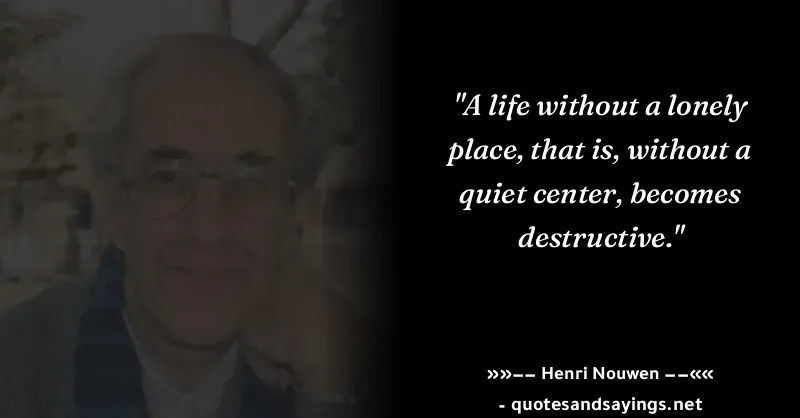 "A life without a lonely
place, that is, without a
quiet center, becomes
destructive."
»»−− Henri Nouwen −−««
- quotesandsayings.net